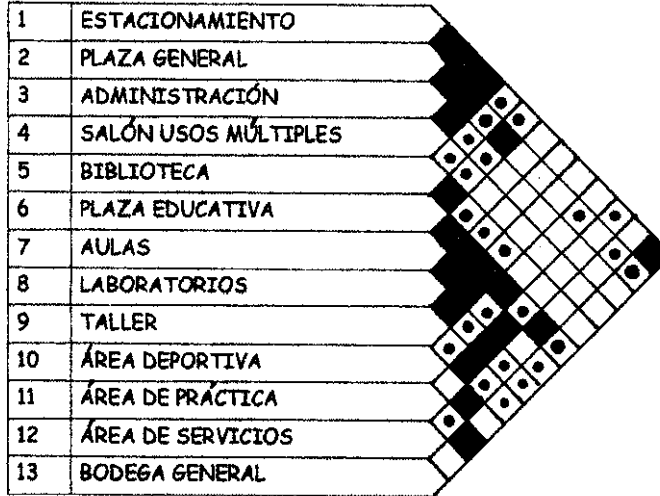 1 ESTACIONAMIENTO
2 PLAZA GENERAL
3 ADMINISTRACIÓN
4 SALÓN USOS MÚLTIPLES
5 BIBLIOTECA
6 PLAZA EDUCATIVA
7 AULAS
8 LABORATORIOS
9 TALLER
10 ÁREA DEPORTIVA
11 ÁREA DE PRÁCTICA
12 ÁREA DE SERVICIOS
13 BODEGA GENERAL